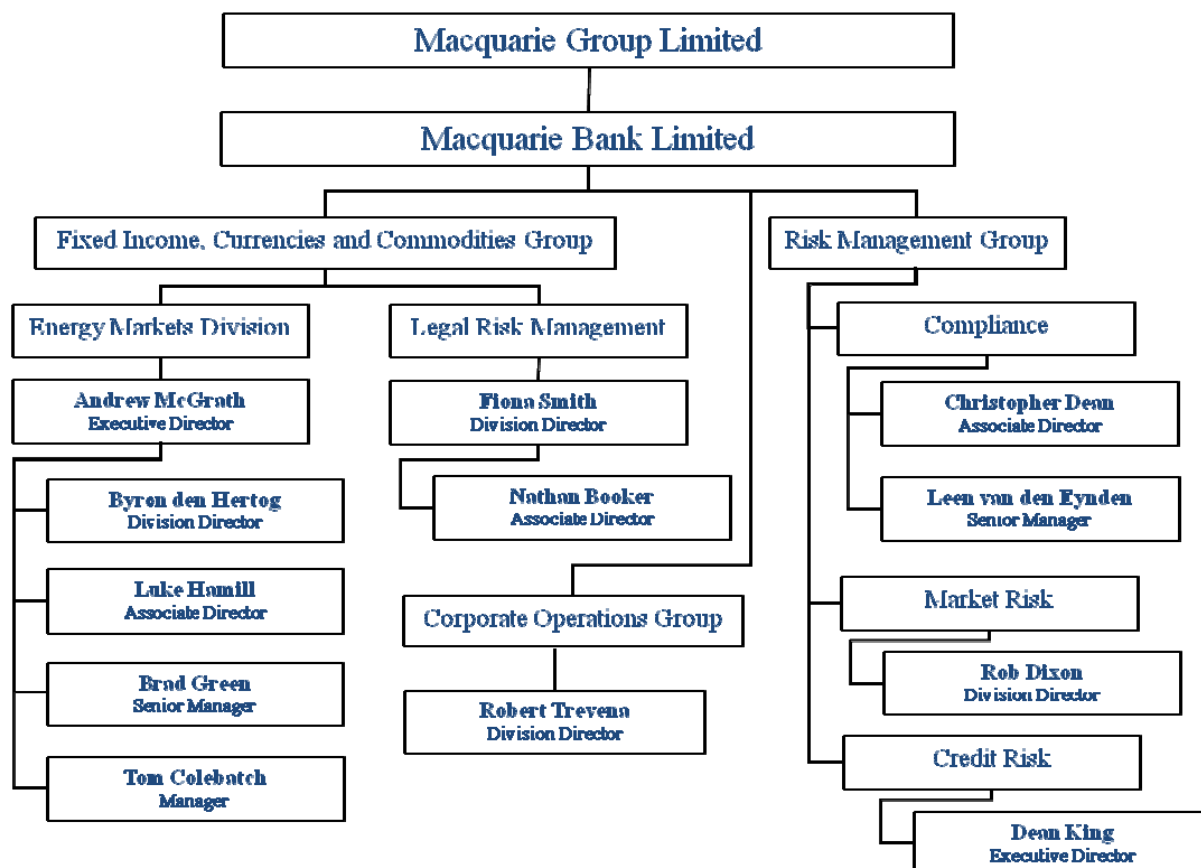 Macquarie Group Limited
Macquarie Bank Limited
Fixed Income, Currencies and Commodities Group
Risk Management Group
Energy Markets Division
Legal Risk Management
Compliance
Andrew McGrath
Executive Director
Fiona Smith
Division Director
Christopher Dean
Associate Director
Byron den Hertog
Division Director
Nathan Booker
Associate Director
Leen van den Eynden
Senior Manager
Luke Hamill
Associate Director
Corporate Operations Group
Market Risk
Brad Green
Senior Manager
Robert Trevena
Division Director
Rob Dixon
Division Director
Tom Colebatch
Manager
Credit Risk
Dean King
Executive Director